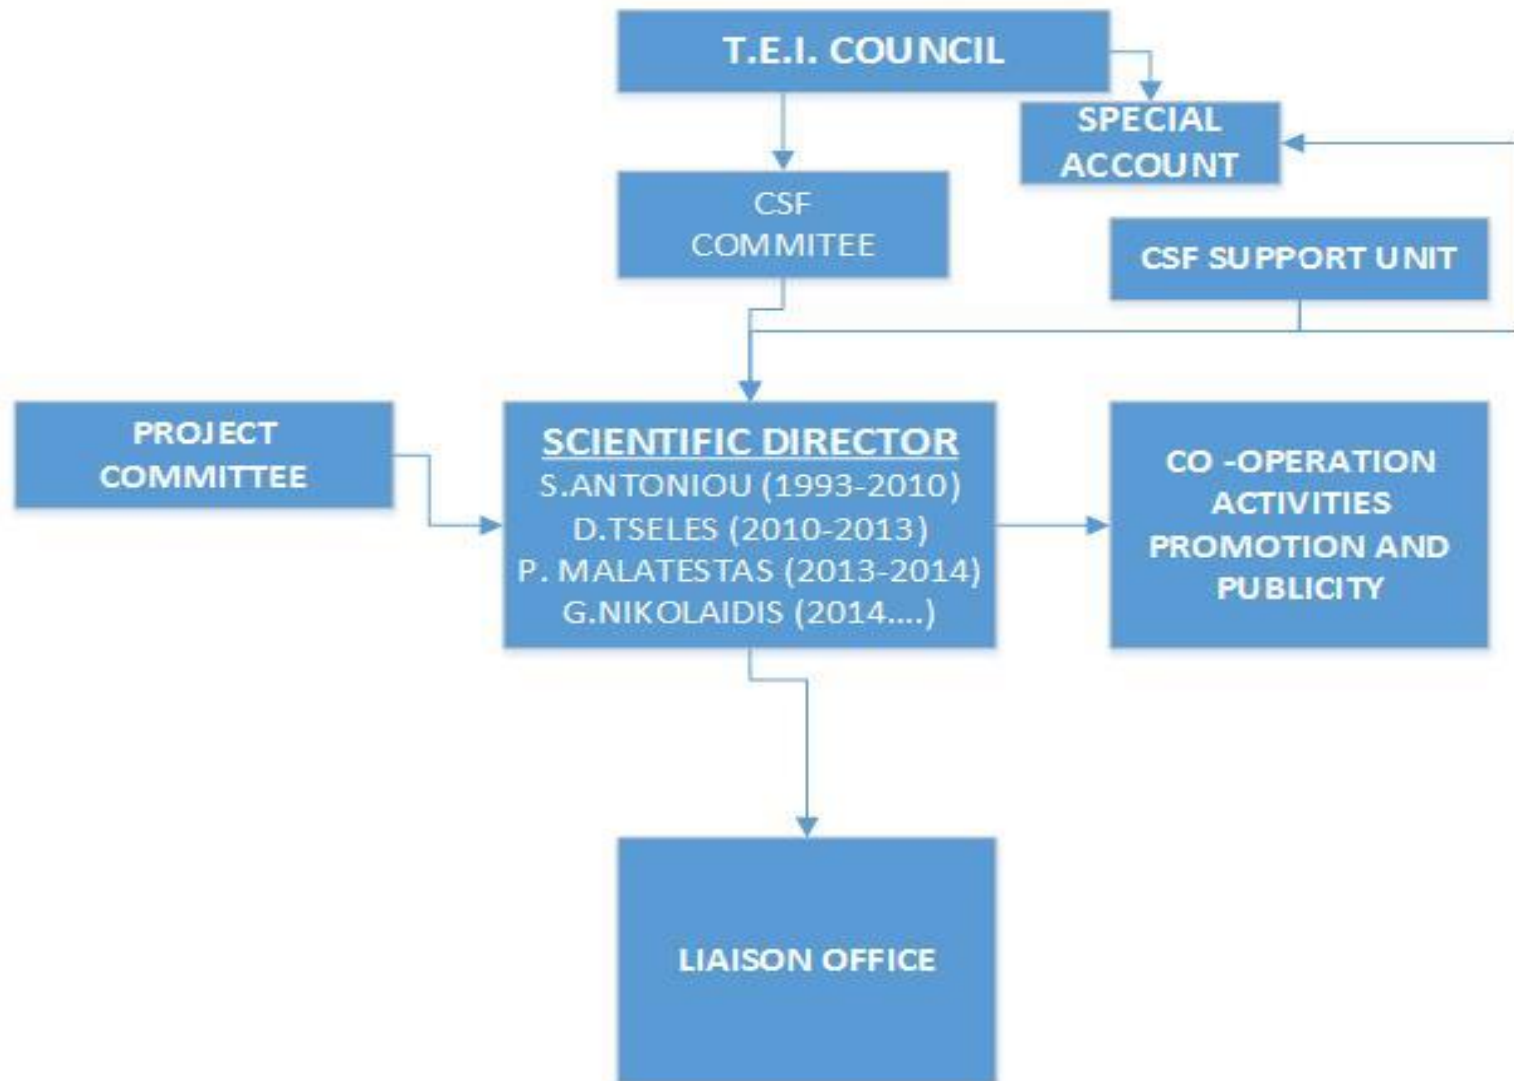 T.E.I. COUNCIL
SPECIAL
ACCOUNT
CSF
COMMITEE
CSF SUPPORT UNIT
PROJECT
COMMITTEE
SCIENTIFIC DIRECTOR
S.ANTONIOU (1993-2010)
D.TSELES (2010-2013)
P. MALATESTAS (2013-2014)
G.NIKOLAIDIS (2014....)
CO -OPERATION
ACTIVITIES
PROMOTION AND
PUBLICITY
LIAISON OFFICE